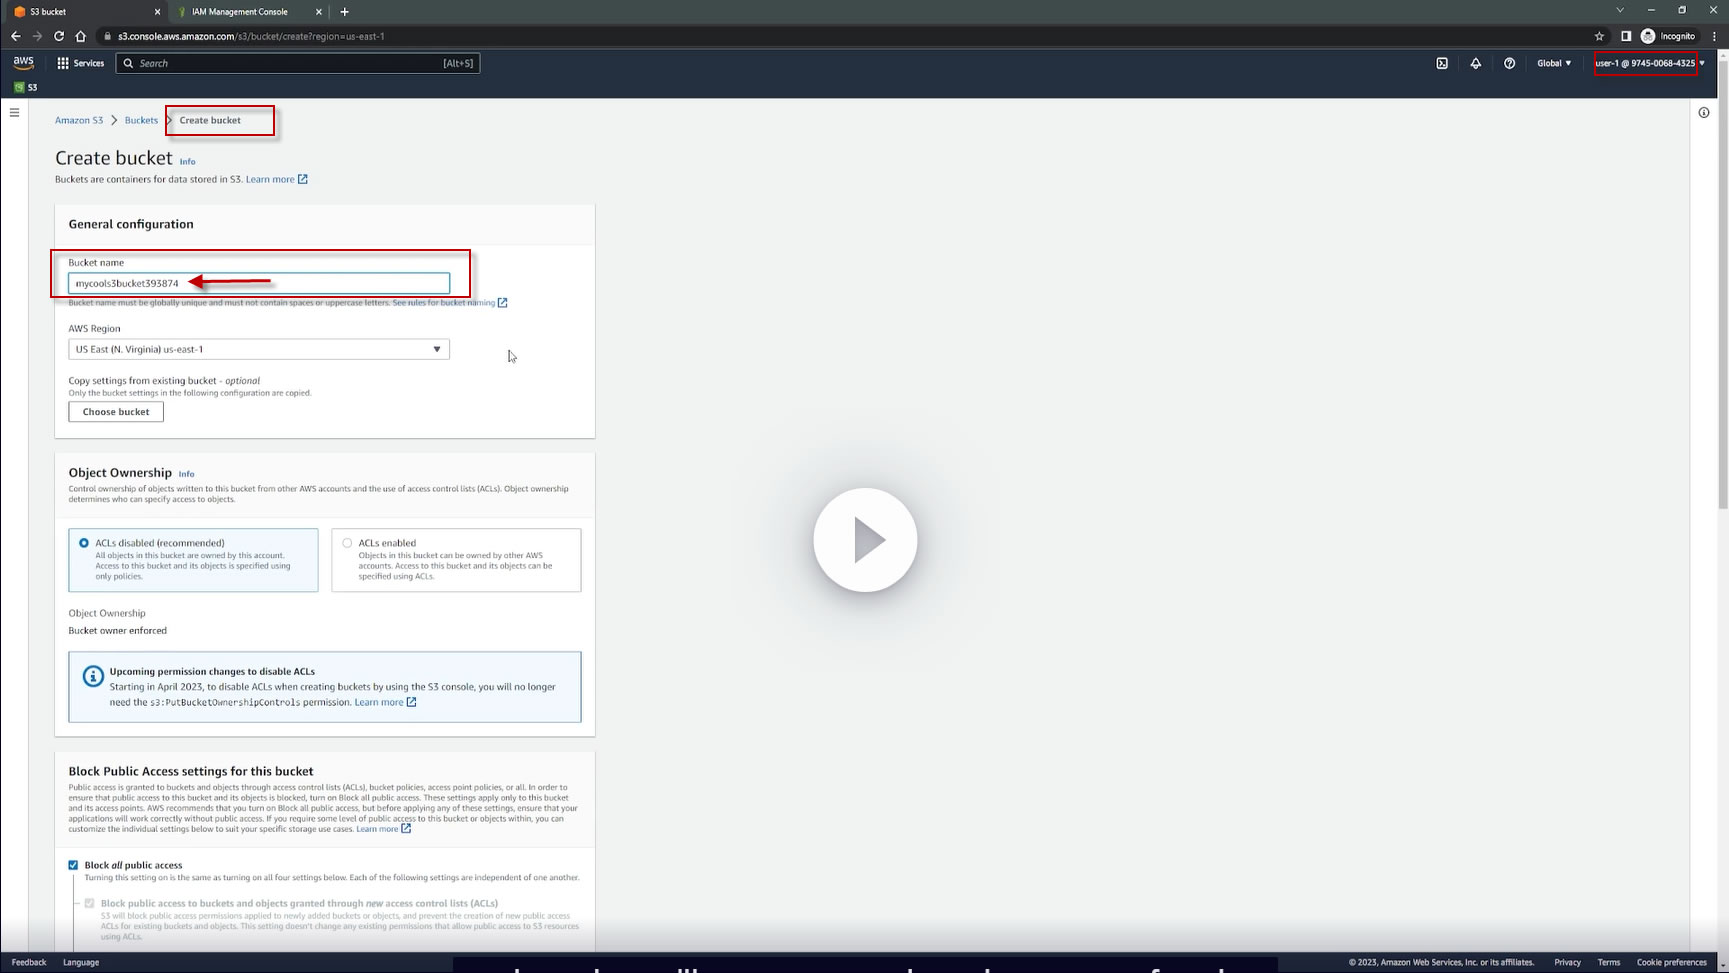 S3 bucket
IAM Management Console
s3.console.aws.amazon.com/s3/bucket/create?region=us-east-1
Incognito
aws
Services
Search
[Alt+S]
Global
user-1 @ 9745-0068-4325
S3
Amazon S3
Buckets
Create bucket
Create bucket Info
Buckets are containers for data stored in S3. Learn more
General configuration
Bucket name
mycools3bucket393874
Bucket name must be globally unique and must not contain spaces or uppercase letters. See rules for bucket naming
AWS Region
US East (N. Virginia) us-east-1
Copy settings from existing bucket - optional
Only the bucket settings in the following configuration are copied.
Choose bucket
Object Ownership Info
Control ownership of objects written to this bucket from other AWS accounts and the use of access control lists (ACLs). Object ownership
determines who can specify access to objects.
ACLs disabled (recommended)
All objects in this bucket are owned by this account.
Access to this bucket and its objects is specified using
only policies.
ACLs enabled
Objects in this bucket can be owned by other AWS
accounts. Access to this bucket and its objects can be
specified using ACLs.
Object Ownership
Bucket owner enforced
Upcoming permission changes to disable ACLs
Starting in April 2023, to disable ACLs when creating buckets by using the S3 console, you will no longer
need the s3:PutBucketOwnershipControls permission. Learn more
Block Public Access settings for this bucket
Public access is granted to buckets and objects through access control lists (ACLs), bucket policies, access point policies, or all. In order to
ensure that public access to this bucket and its objects is blocked, turn on Block all public access. These settings apply only to this bucket
and its access points. AWS recommends that you turn on Block all public access, but before applying any of these settings, ensure that your
applications will work correctly without public access. If you require some level of public access to this bucket or objects within, you can
customize the individual settings below to suit your specific storage use cases. Learn more
Block all public access
Turning this setting on is the same as turning on all four settings below. Each of the following settings are independent of one another.
Block public access to buckets and objects granted through new access control lists (ACLs)
S3 will block public access permissions applied to newly added buckets or objects, and prevent the creation of new public access
ACLs for existing buckets and objects. This setting doesn't change any existing permissions that allow public access to S3 resources
using ACLs.
Feedback
Language
© 2023, Amazon Web Services, Inc. or its affiliates.
Privacy
Terms
Cookie preferences